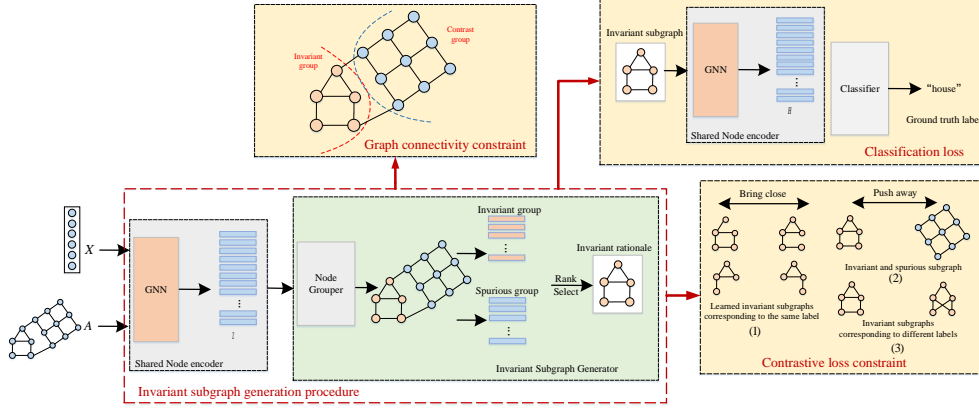 Invariant
group
Contrast
group
Graph connectivity constraint
Invariant subgraph
GNN
⋮
Shared Node encoder
Classifier
“house”
Ground truth label
Classification loss
X
A
GNN
⋮
Shared Node encoder
Node
Grouper
Invariant group
⋮
Spurious group
⋮
Rank
Select
Invariant rationale
Invariant Subgraph Generator
Invariant subgraph generation procedure
Bring close
Learned invariant subgraphs
corresponding to the same label
(1)
Push away
Invariant and spurious subgraph
(2)
Invariant subgraphs
corresponding to different labels
(3)
Contrastive loss constraint